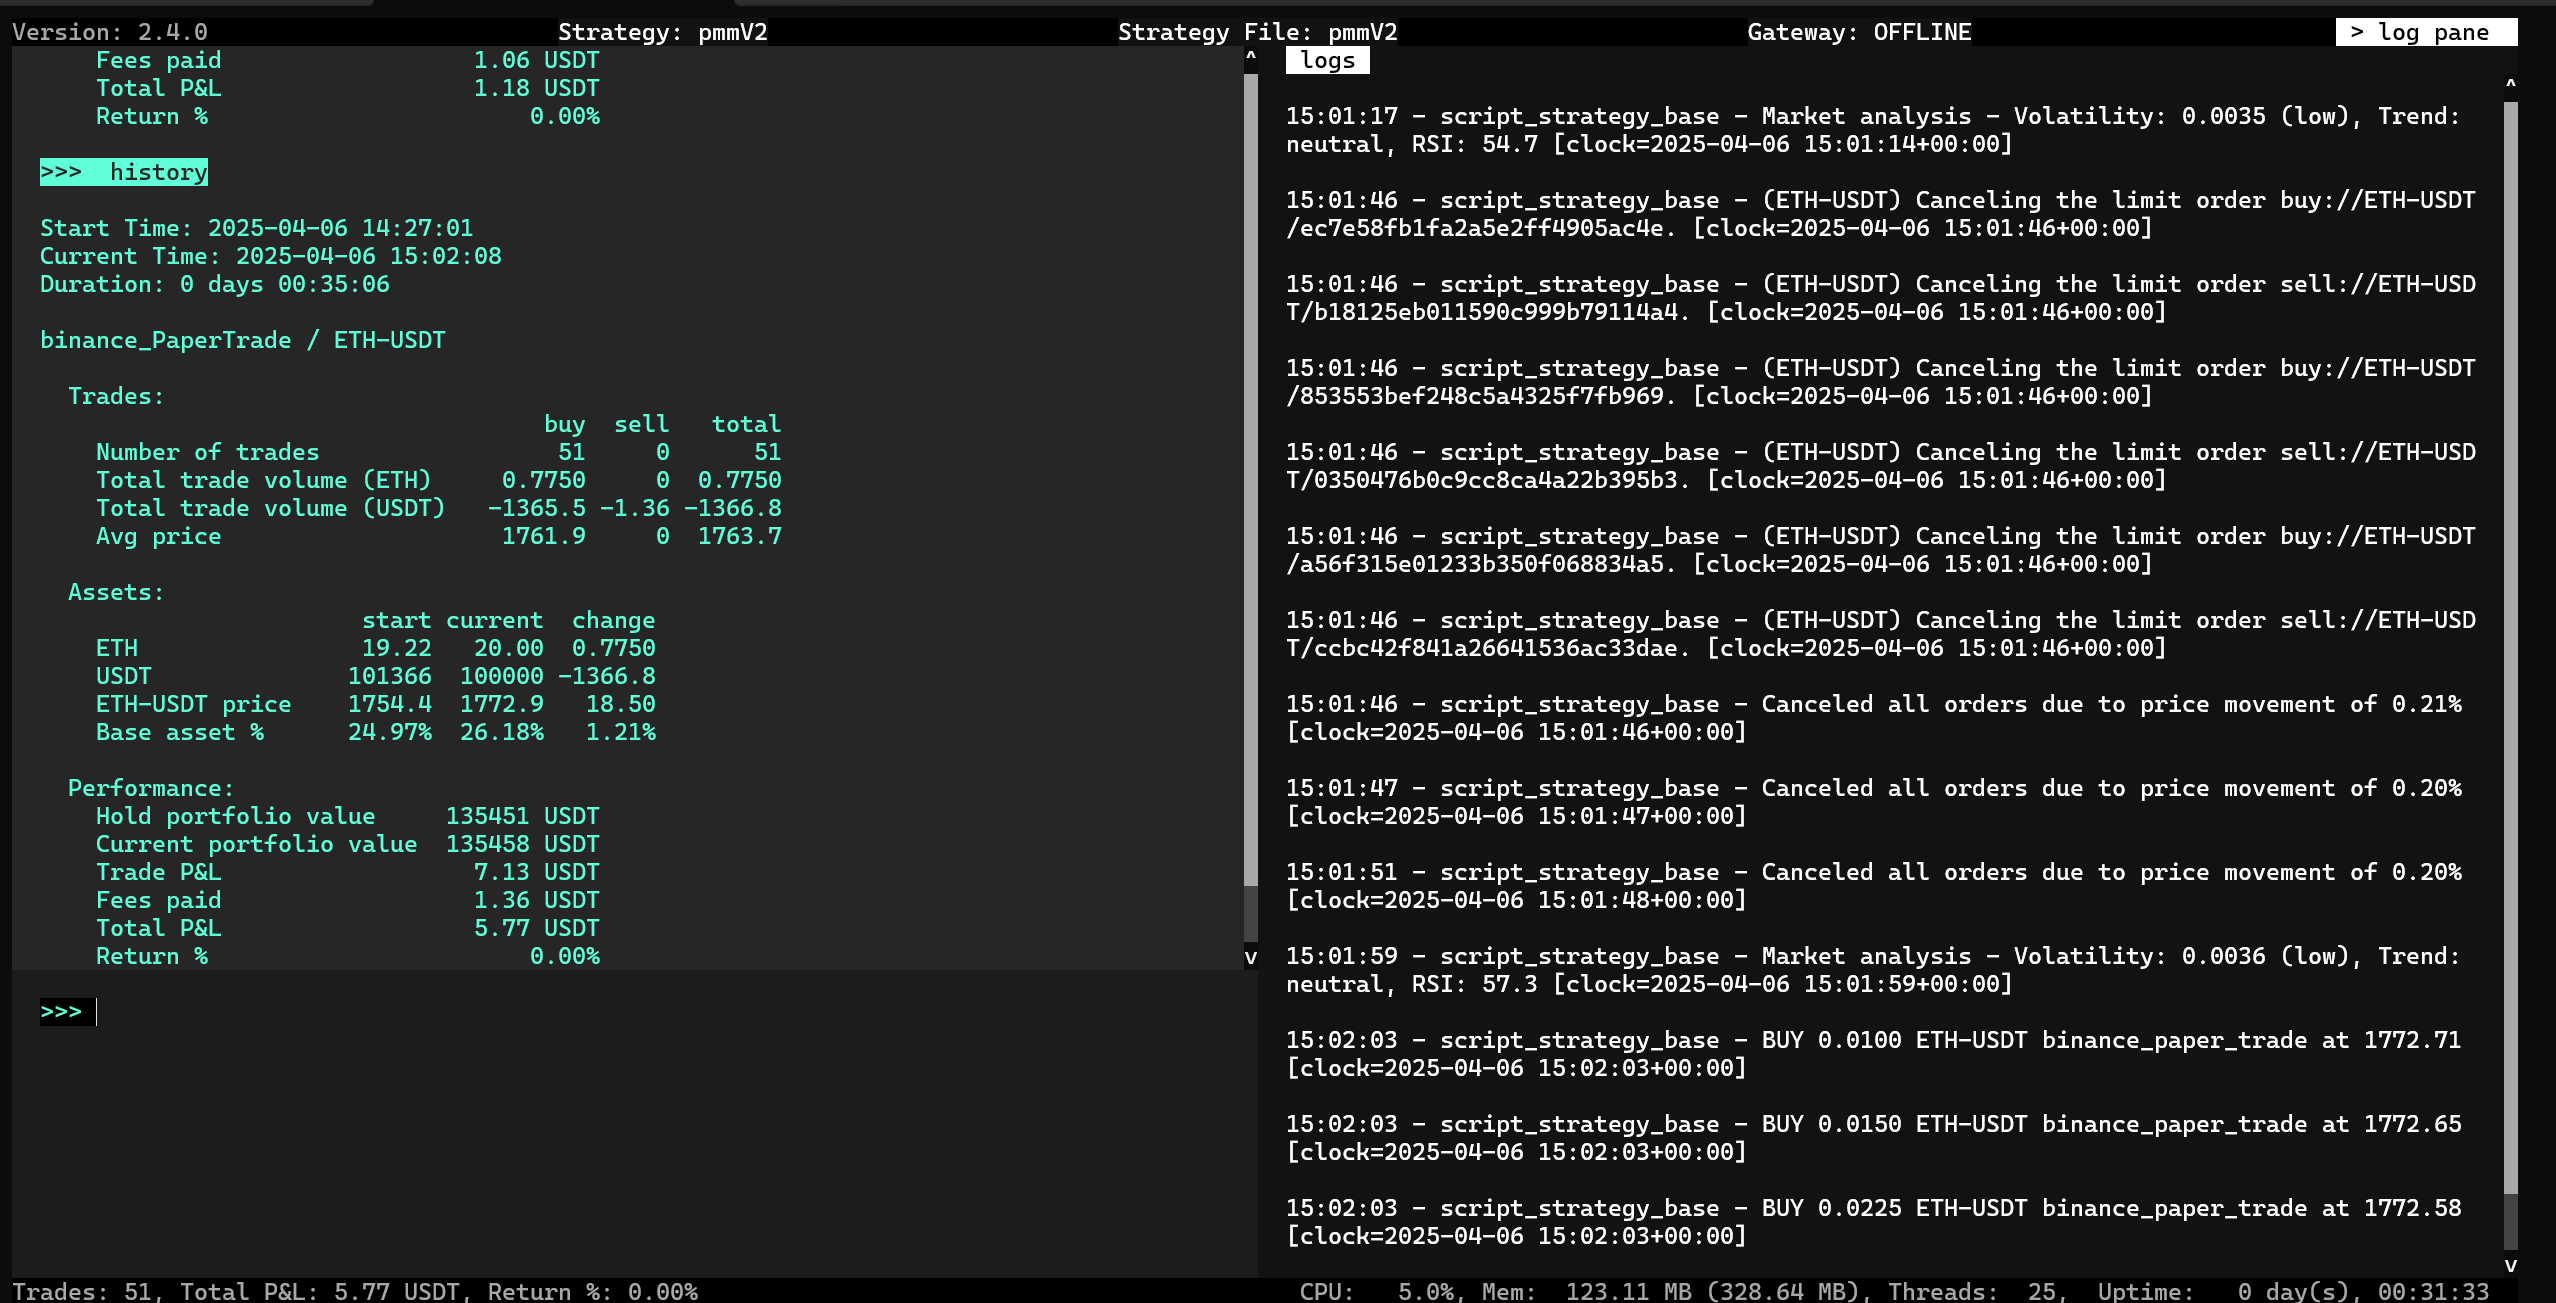 Version: 2.4.0 Strategy: pmmV2 Strategy File: pmmV2 Gateway: OFFLINE > log pane
Fees paid 1.06 USDT
Total P&L 1.18 USDT
Return % 0.00%
>>> history
Start Time: 2025-04-06 14:27:01
Current Time: 2025-04-06 15:02:08
Duration: 0 days 00:35:06
binance_PaperTrade / ETH-USDT
Trades:
buy sell total
Number of trades 51 0 51
Total trade volume (ETH) 0.7750 0 0.7750
Total trade volume (USDT) -1365.5 -1.36 -1366.8
Avg price 1761.9 0 1763.7
Assets:
start current change
ETH 19.22 20.00 0.7750
USDT 101366 100000 -1366.8
ETH-USDT price 1754.4 1772.9 18.50
Base asset % 24.97% 26.18% 1.21%
Performance:
Hold portfolio value 135451 USDT
Current portfolio value 135458 USDT
Trade P&L 7.13 USDT
Fees paid 1.36 USDT
Total P&L 5.77 USDT
Return % 0.00%
>>>
logs
15:01:17 - script_strategy_base - Market analysis - Volatility: 0.0035 (low), Trend:
neutral, RSI: 54.7 [clock=2025-04-06 15:01:14+00:00]
15:01:46 - script_strategy_base - (ETH-USDT) Canceling the limit order buy://ETH-USDT
/ec7e58fb1fa2a5e2ff4905ac4e. [clock=2025-04-06 15:01:46+00:00]
15:01:46 - script_strategy_base - (ETH-USDT) Canceling the limit order sell://ETH-USD
T/b18125eb011590c999b79114a4. [clock=2025-04-06 15:01:46+00:00]
15:01:46 - script_strategy_base - (ETH-USDT) Canceling the limit order buy://ETH-USDT
/853553bef248c5a4325f7fb969. [clock=2025-04-06 15:01:46+00:00]
15:01:46 - script_strategy_base - (ETH-USDT) Canceling the limit order sell://ETH-USD
T/0350476b0c9cc8ca4a22b395b3. [clock=2025-04-06 15:01:46+00:00]
15:01:46 - script_strategy_base - (ETH-USDT) Canceling the limit order buy://ETH-USDT
/a56f315e01233b350f068834a5. [clock=2025-04-06 15:01:46+00:00]
15:01:46 - script_strategy_base - (ETH-USDT) Canceling the limit order sell://ETH-USD
T/ccbc42f841a26641536ac33dae. [clock=2025-04-06 15:01:46+00:00]
15:01:46 - script_strategy_base - Canceled all orders due to price movement of 0.21%
[clock=2025-04-06 15:01:46+00:00]
15:01:47 - script_strategy_base - Canceled all orders due to price movement of 0.20%
[clock=2025-04-06 15:01:47+00:00]
15:01:51 - script_strategy_base - Canceled all orders due to price movement of 0.20%
[clock=2025-04-06 15:01:48+00:00]
15:01:59 - script_strategy_base - Market analysis - Volatility: 0.0036 (low), Trend:
neutral, RSI: 57.3 [clock=2025-04-06 15:01:59+00:00]
15:02:03 - script_strategy_base - BUY 0.0100 ETH-USDT binance_paper_trade at 1772.71
[clock=2025-04-06 15:02:03+00:00]
15:02:03 - script_strategy_base - BUY 0.0150 ETH-USDT binance_paper_trade at 1772.65
[clock=2025-04-06 15:02:03+00:00]
15:02:03 - script_strategy_base - BUY 0.0225 ETH-USDT binance_paper_trade at 1772.58
[clock=2025-04-06 15:02:03+00:00]
Trades: 51, Total P&L: 5.77 USDT, Return %: 0.00% CPU: 5.0%, Mem: 123.11 MB (328.64 MB), Threads: 25, Uptime: 0 day(s), 00:31:33